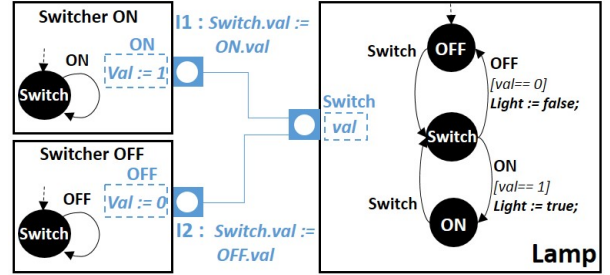 Switcher ON
ON
Switch
ON
Val := 1
I1 : Switch.val :=
ON.val
Switcher OFF
OFF
Switch
OFF
Val := 0
I2 : Switch.val :=
OFF.val
Switch
val
OFF
Switch
OFF
[val== 0]
Light := false;
Switch
ON
[val== 1]
Light := true;
Switch
ON
Lamp